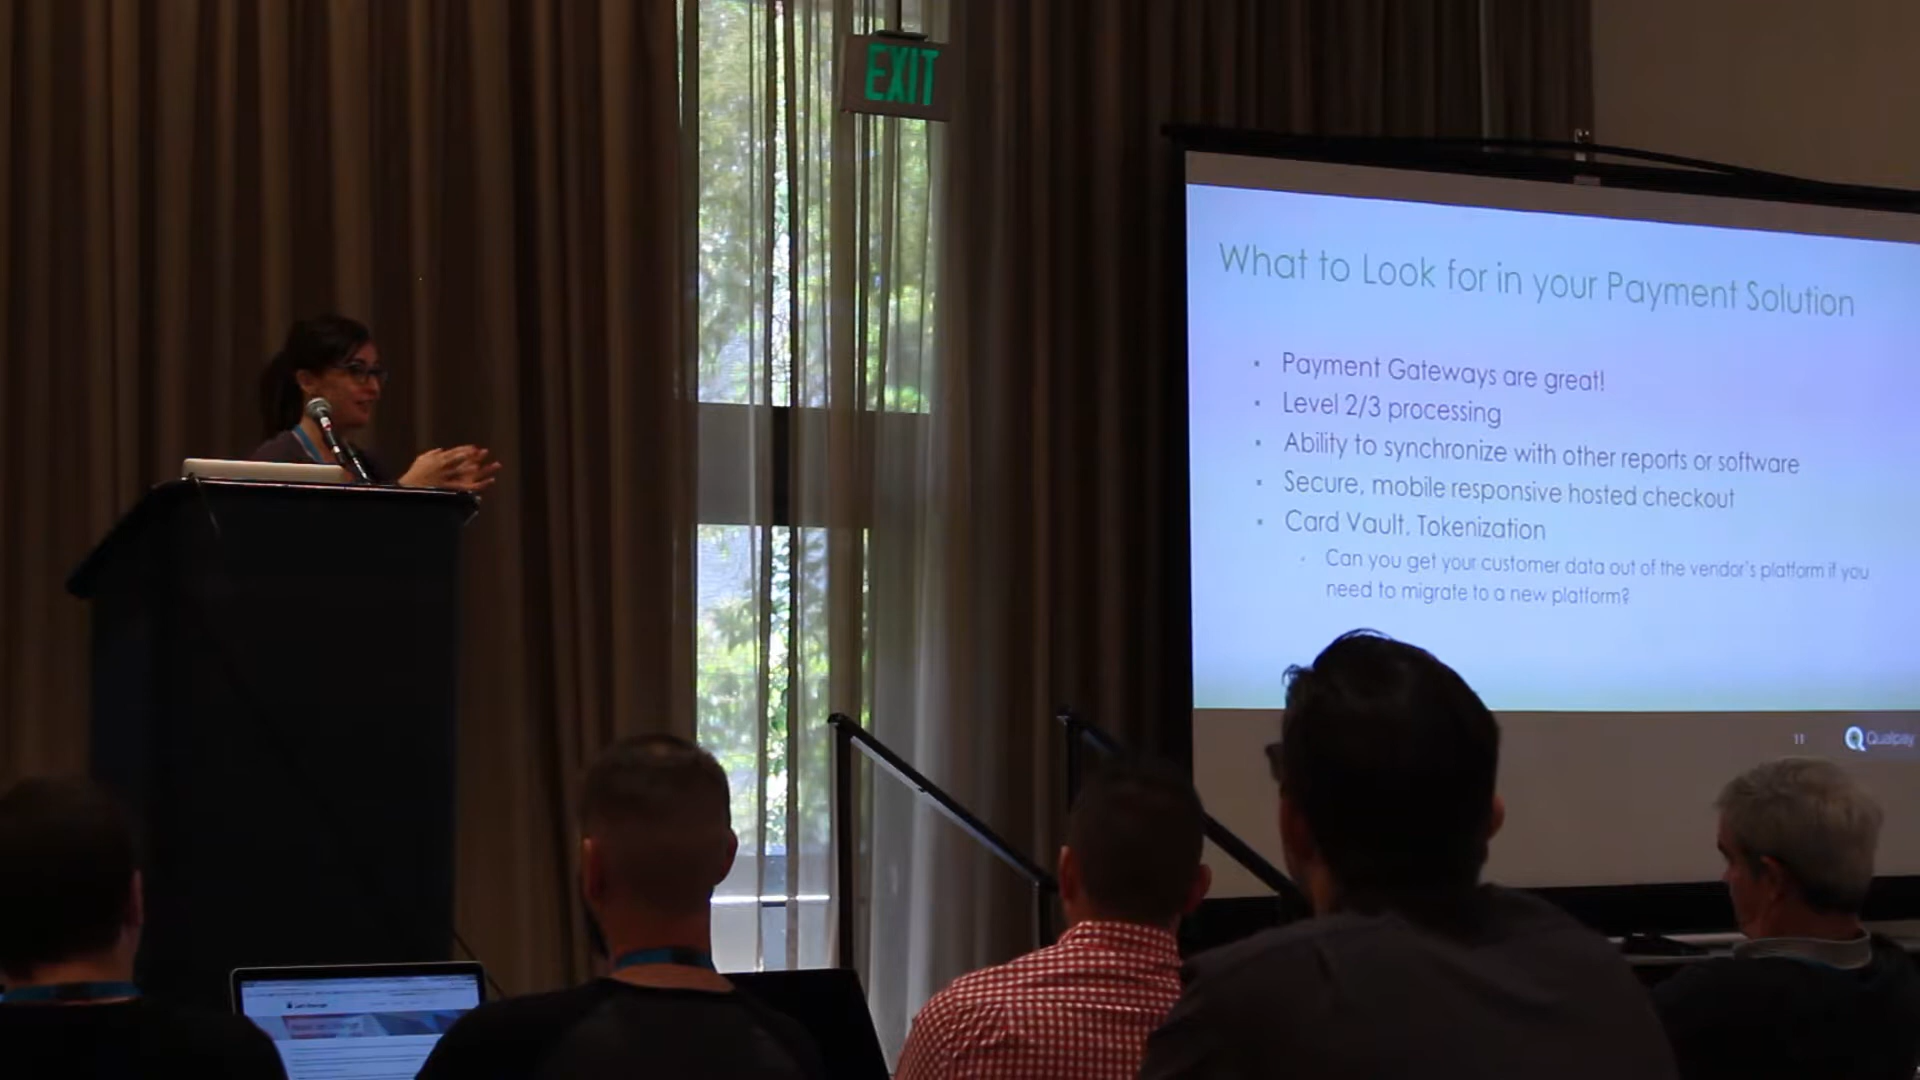 EXIT
What to Look for in your Payment Solution
Payment Gateways are great!
Level 2/3 processing
Ability to synchronize with other reports or software
Secure, mobile responsive hosted checkout
Card Vault. Tokenization
Can you get your customer data out of the vendor's platform if you
need to migrate to a new platform?
11
Qualpay